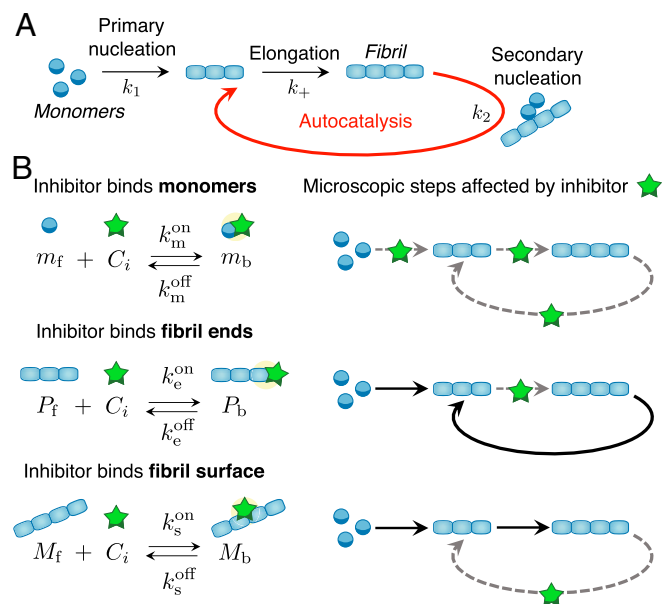 A
Primary
nucleation
k₁
Monomers
Elongation
k₊
Fibril
Secondary
nucleation
k₂
Autocatalysis
B
Inhibitor binds monomers
Microscopic steps affected by inhibitor
k_m^on
m_f + C_i m_b
k_m^off
Inhibitor binds fibril ends
k_e^on
P_f + C_i P_b
k_e^off
Inhibitor binds fibril surface
k_s^on
M_f + C_i M_b
k_s^off